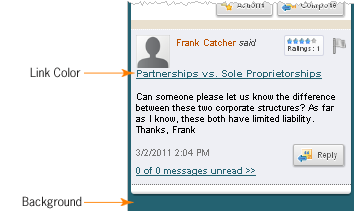 Actions
Compose
Frank Catcher said
Ratings: 1
Link Color
Partnerships vs. Sole Proprietorships
Can someone please let us know the difference
between these two corporate structures? As far
as I know, these both have limited liability.
Thanks, Frank
3/2/2011 2:04 PM
Reply
0 of 0 messages unread >>
Background